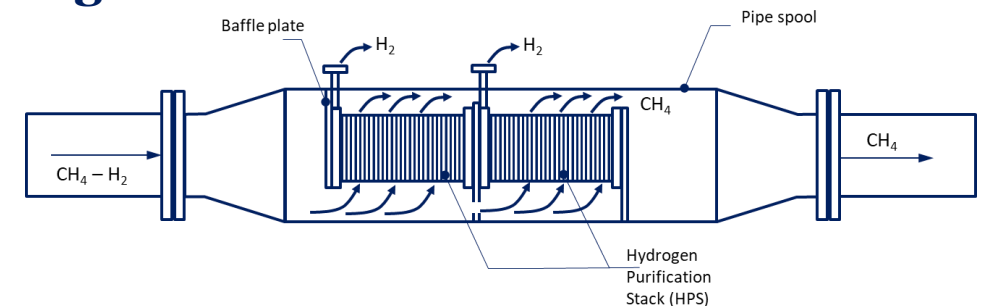 Baffle plate
H₂
H₂
Pipe spool
CH₄
CH₄ – H₂
CH₄
Hydrogen
Purification
Stack (HPS)